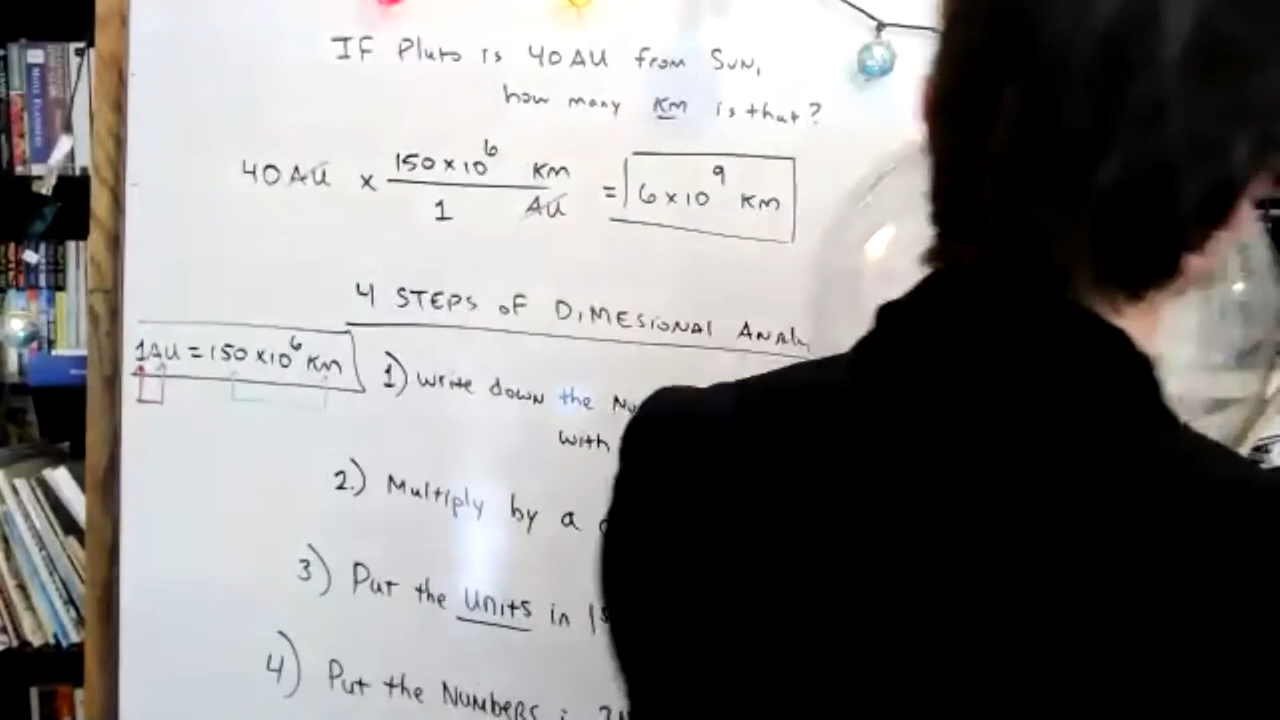 IF Pluto is 40 AU from SUN,
how many KM is that?
40 AU x 150 x 10^6 KM / 1 AU = 6 x 10^9 KM
4 STEPS OF DIMESIONAL
1 AU = 150 x 10^6 KM
1) Write down the
with
2.) Multiply by a
3) Put the units in
4) Put the NUMBERS